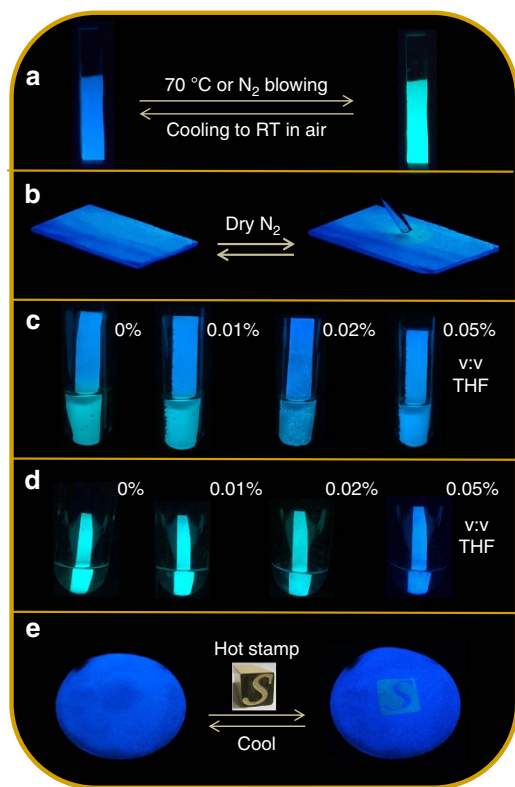 a
70 °C or N₂ blowing
Cooling to RT in air
b
Dry N₂
c
0%
0.01%
0.02%
0.05%
v:v
THF
d
0%
0.01%
0.02%
0.05%
v:v
THF
e
Hot stamp
S
Cool
S